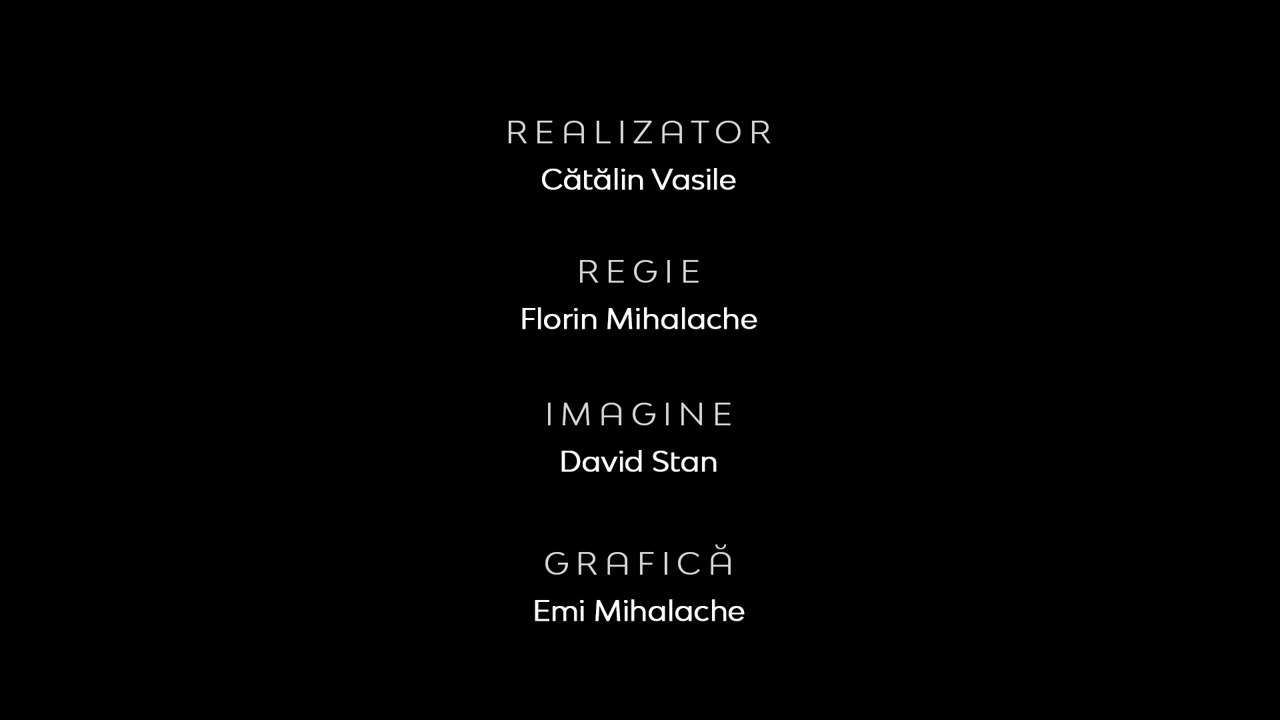 REALIZATOR
Cătălin Vasile
REGIE
Florin Mihalache
IMAGINE
David Stan
GRAFICĂ
Emi Mihalache